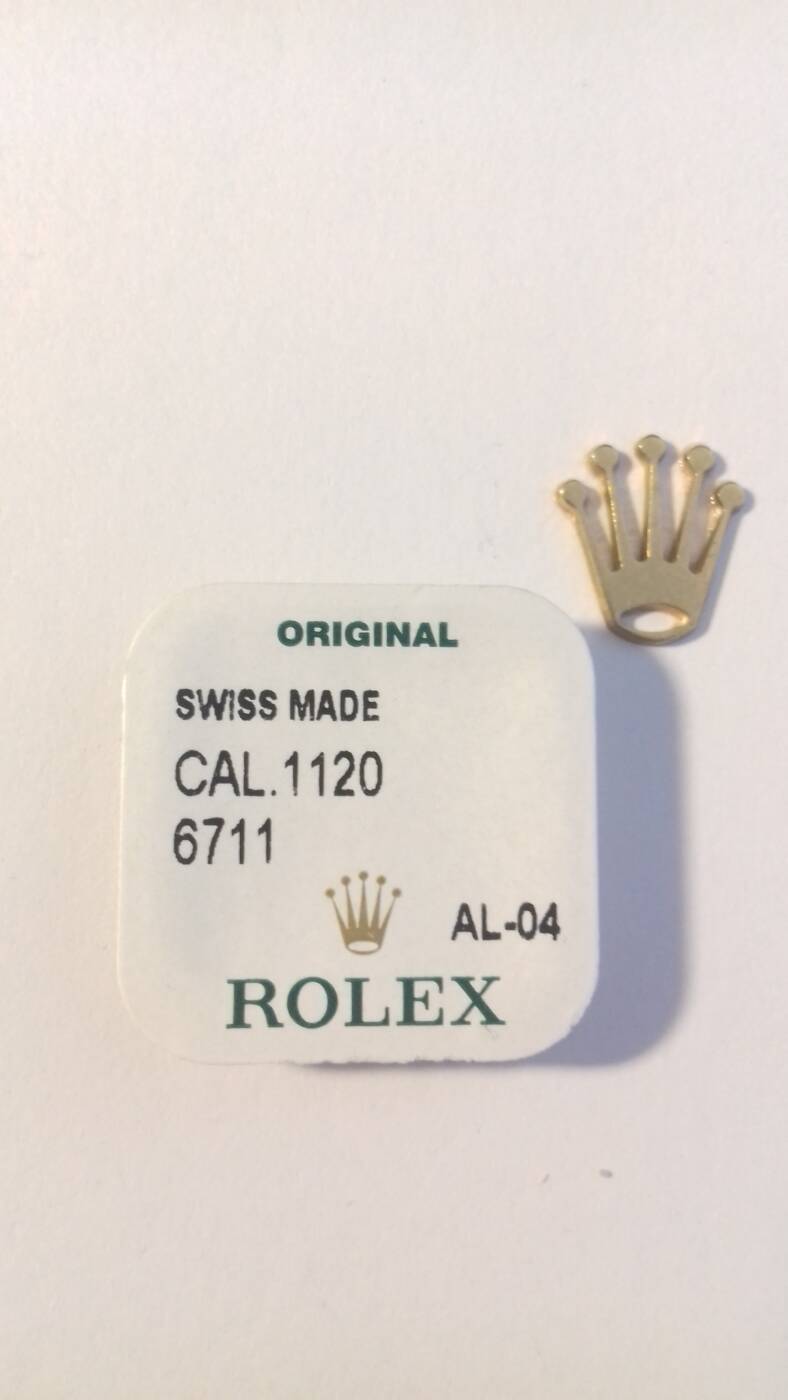 ORIGINAL
SWISS MADE
CAL.1120
6711
AL-04
ROLEX